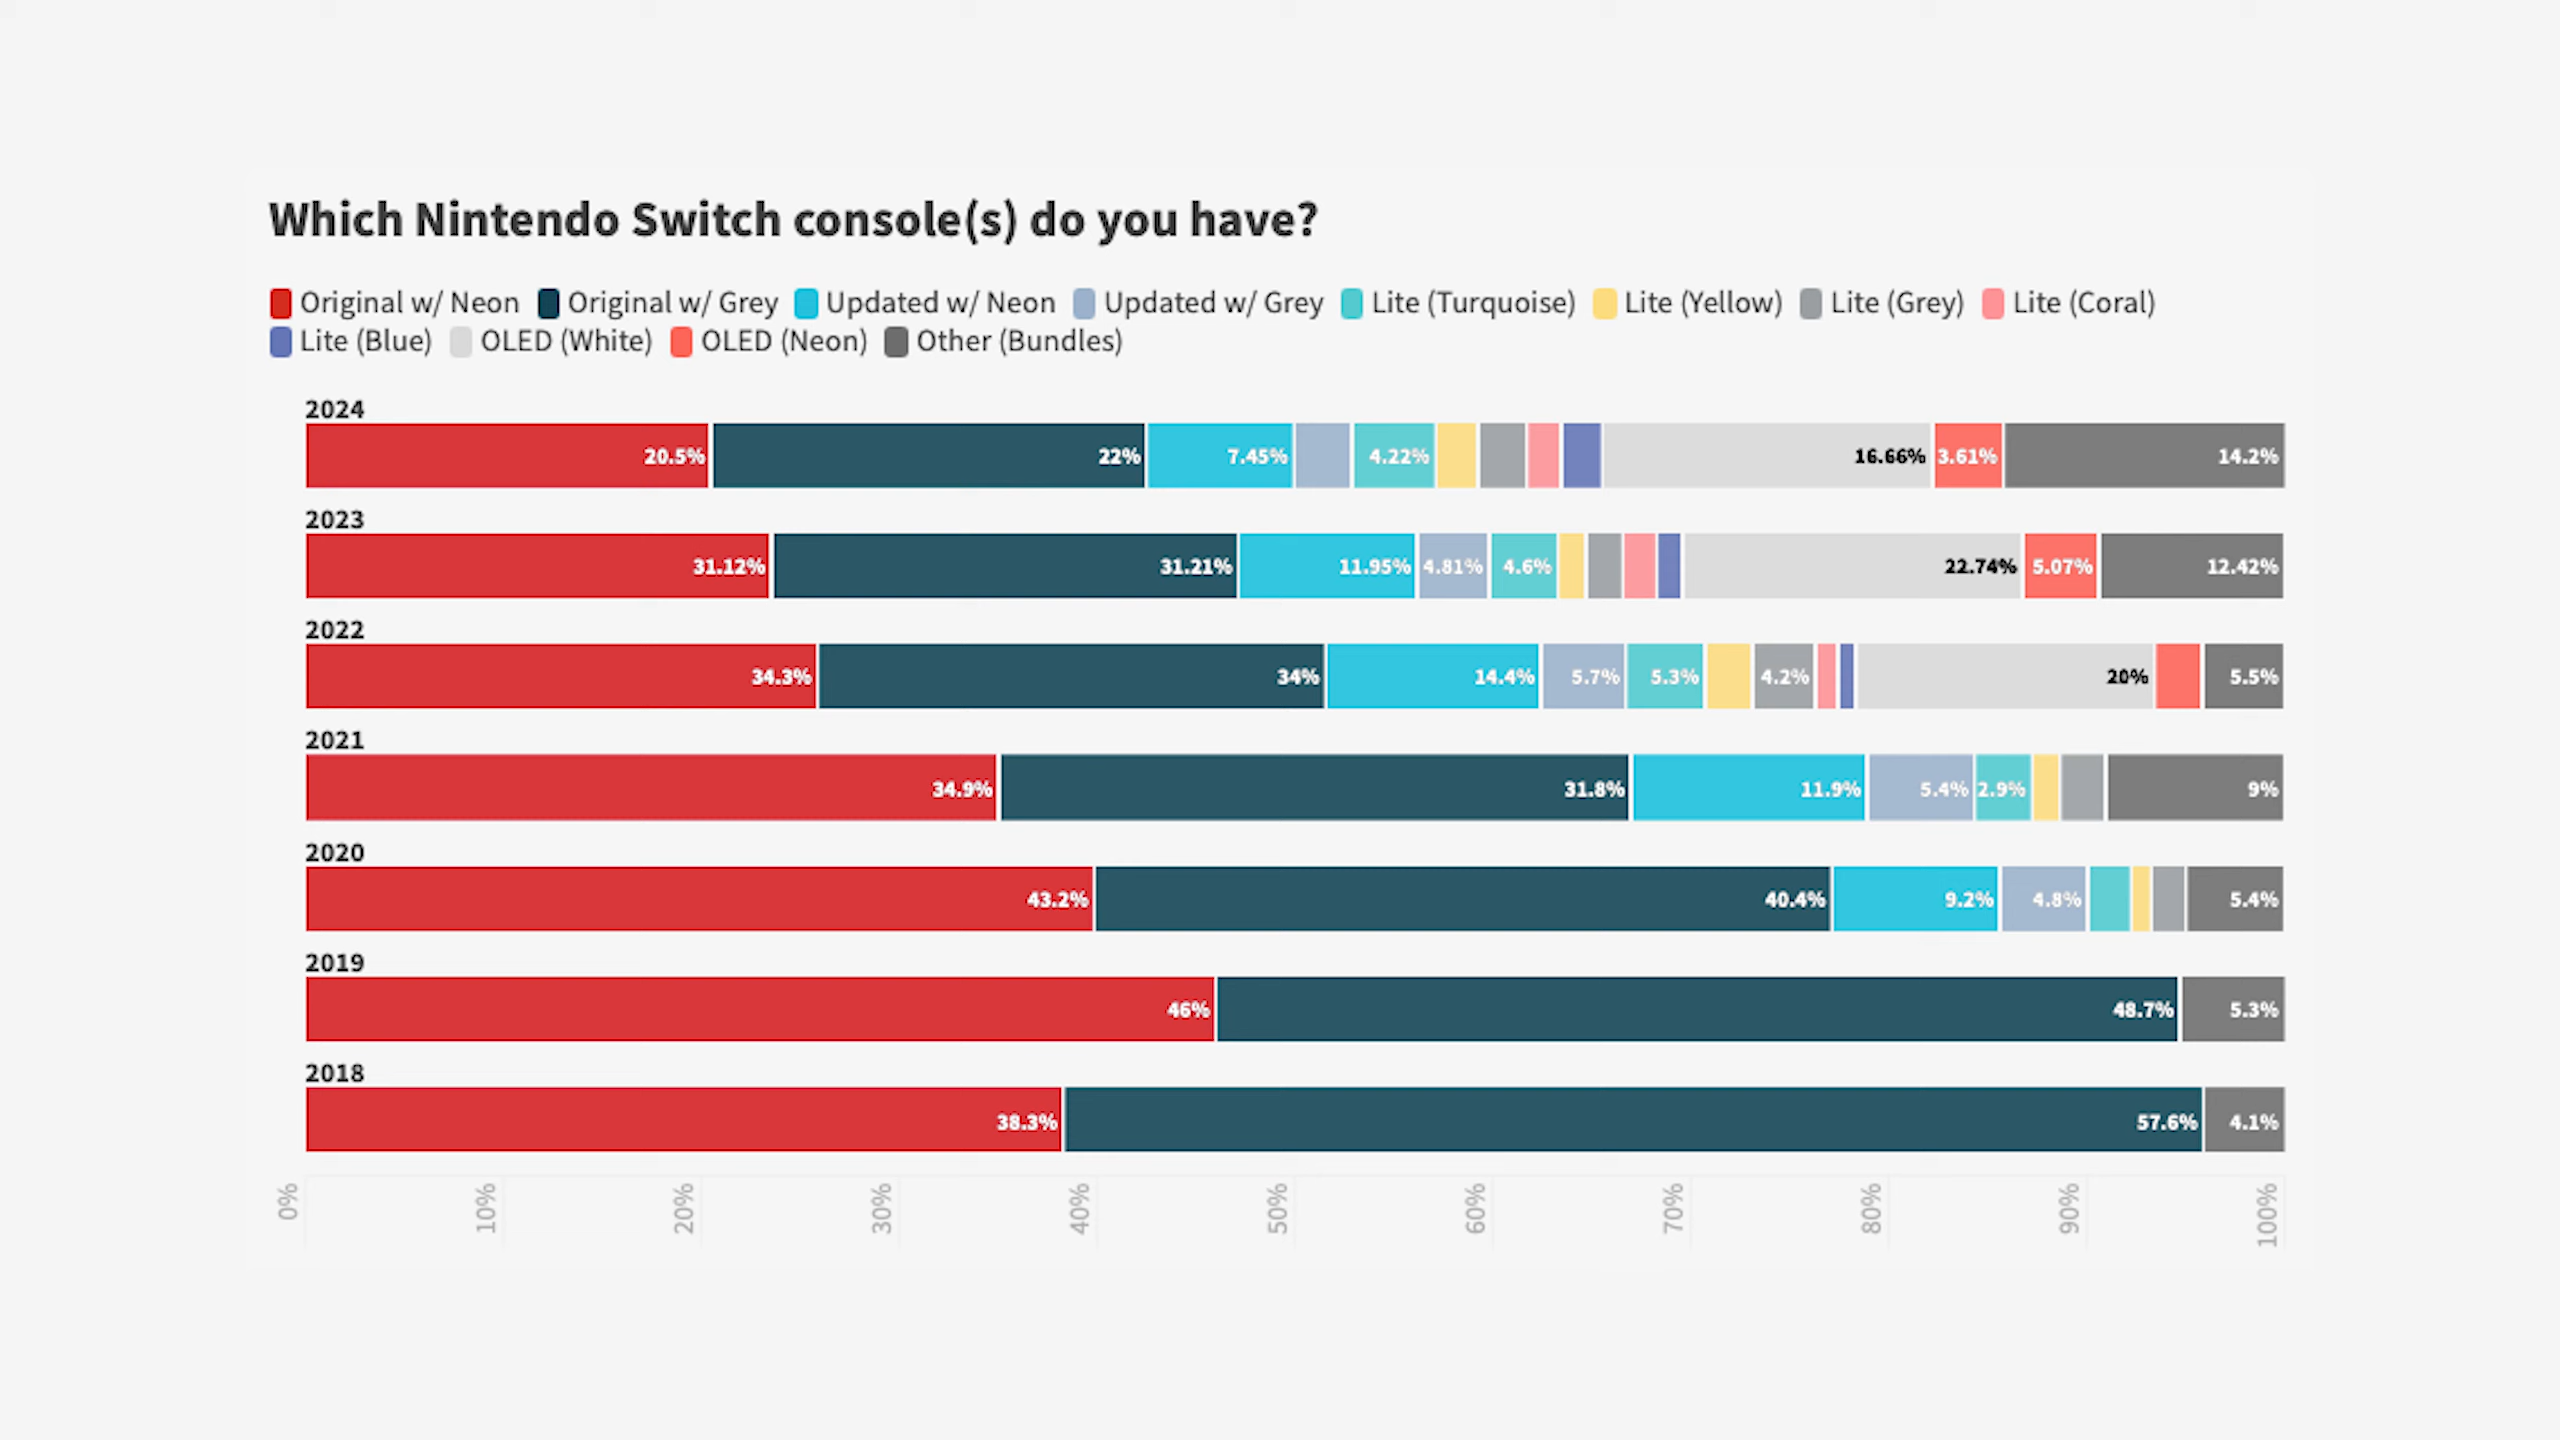 Which Nintendo Switch console(s) do you have?
Original w/ Neon Original w/ Grey Updated w/ Neon Updated w/ Grey Lite (Turquoise) Lite (Yellow) Lite (Grey) Lite (Coral)
Lite (Blue) OLED (White) OLED (Neon) Other (Bundles)
2024
20.5% 22% 7.45% 4.22% 16.66% 3.61% 14.2%
2023
31.12% 31.21% 11.95% 4.81% 4.6% 22.74% 5.07% 12.42%
2022
34.3% 34% 14.4% 5.7% 5.3% 4.2% 20% 5.5%
2021
34.9% 31.8% 11.9% 5.4% 2.9% 9%
2020
43.2% 40.4% 9.2% 4.8% 5.4%
2019
46% 48.7% 5.3%
2018
38.3% 57.6% 4.1%
0% 10% 20% 30% 40% 50% 60% 70% 80% 90% 100%